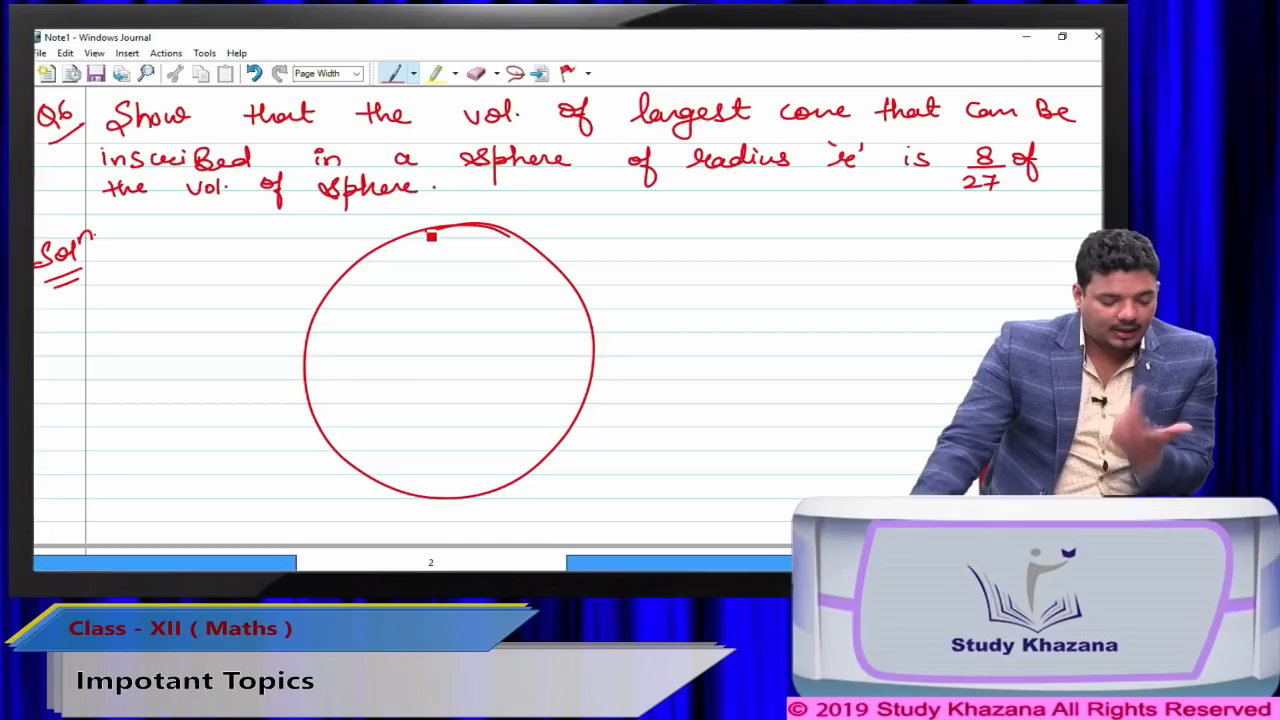 Note1 - Windows Journal
File Edit View Insert Actions Tools Help
Page Width
Q6 Show that the vol. of largest cone that can Be
inscriBed in a sphere of radius 'r' is 8/27 of
the vol. of sphere.
Solⁿ.
2
Study Khazana
Class - XII ( Maths )
Impotant Topics
© 2019 Study Khazana All Rights Reserved